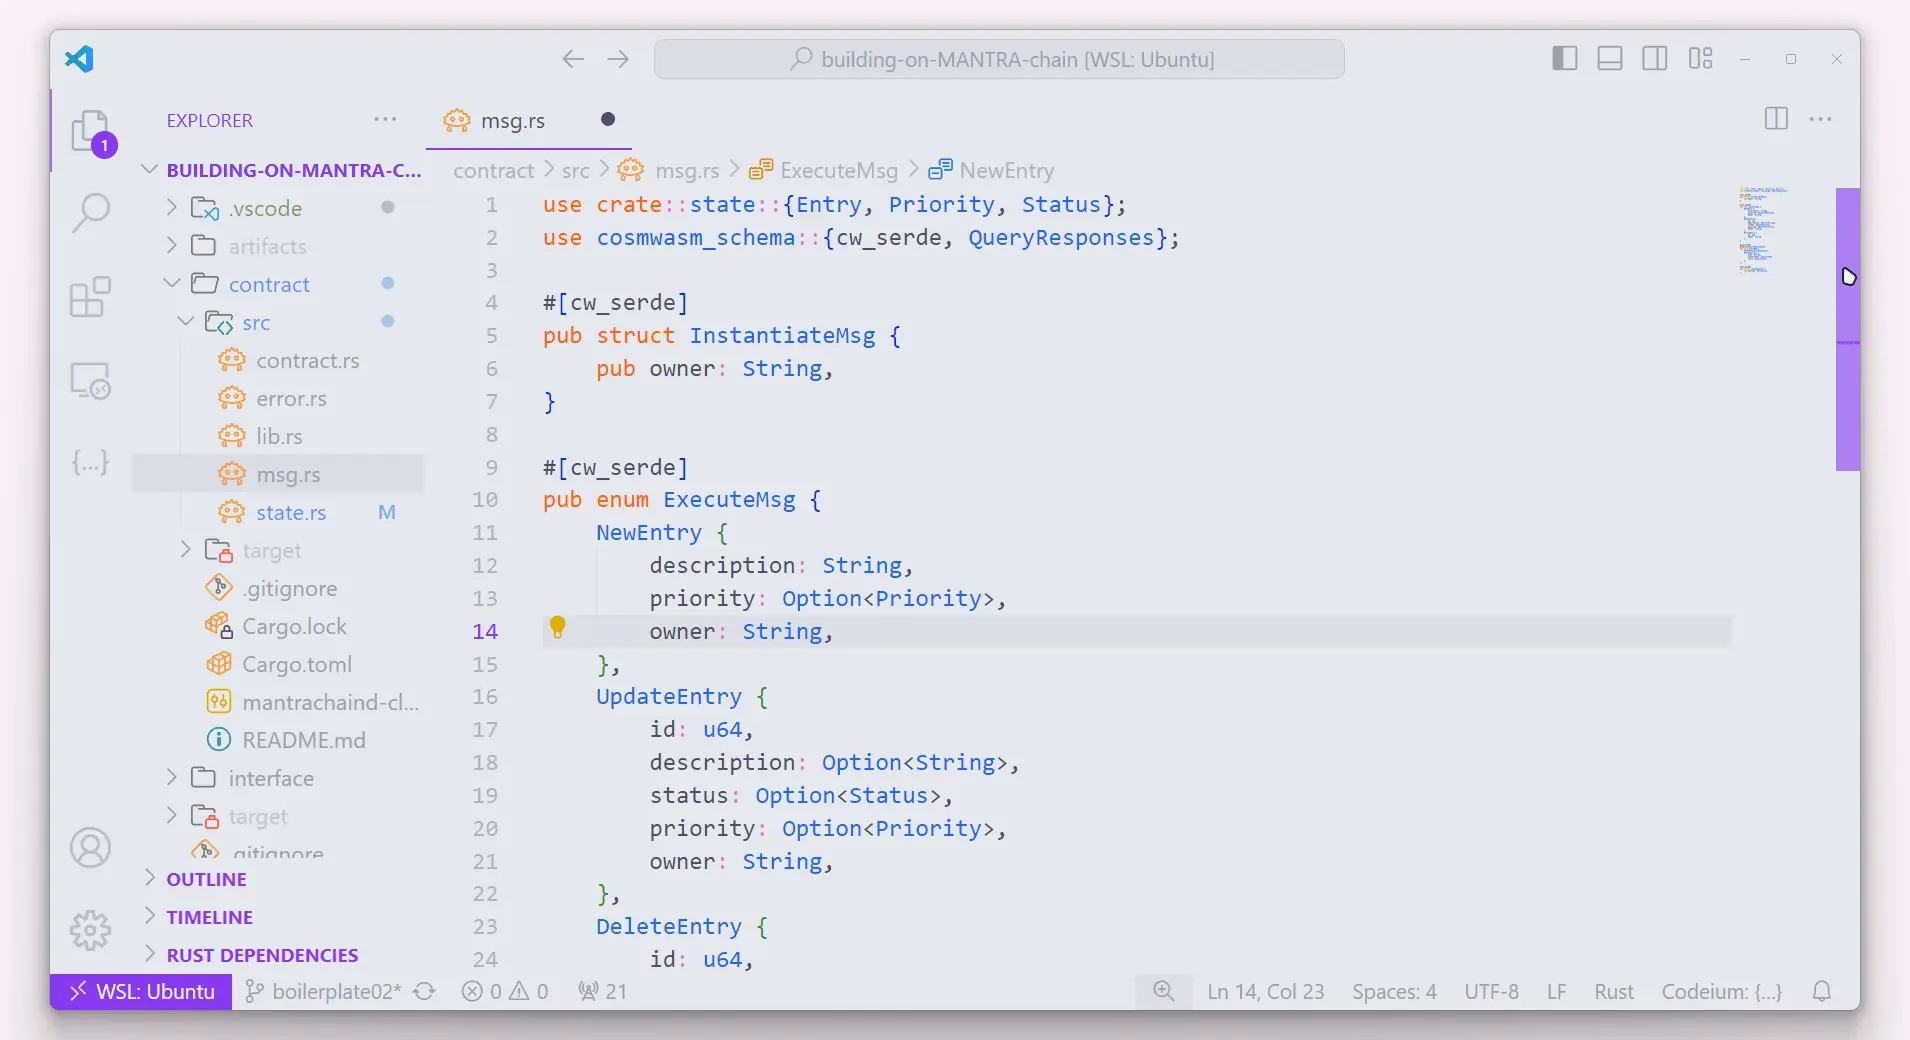 building-on-MANTRA-chain [WSL: Ubuntu]
1
EXPLORER
BUILDING-ON-MANTRA-C...
.vscode
artifacts
contract
src
contract.rs
error.rs
lib.rs
msg.rs
state.rs M
target
.gitignore
Cargo.lock
Cargo.toml
mantrachaind-cl...
README.md
interface
target
.gitignore
OUTLINE
TIMELINE
RUST DEPENDENCIES
msg.rs
contract > src > msg.rs > ExecuteMsg > NewEntry
1 use crate::state::{Entry, Priority, Status};
2 use cosmwasm_schema::{cw_serde, QueryResponses};
3
4 #[cw_serde]
5 pub struct InstantiateMsg {
6     pub owner: String,
7 }
8
9 #[cw_serde]
10 pub enum ExecuteMsg {
11     NewEntry {
12         description: String,
13         priority: Option<Priority>,
14         owner: String,
15     },
16     UpdateEntry {
17         id: u64,
18         description: Option<String>,
19         status: Option<Status>,
20         priority: Option<Priority>,
21         owner: String,
22     },
23     DeleteEntry {
24         id: u64,
WSL: Ubuntu boilerplate02* 0 0 21 Ln 14, Col 23 Spaces: 4 UTF-8 LF Rust Codeium: {...}